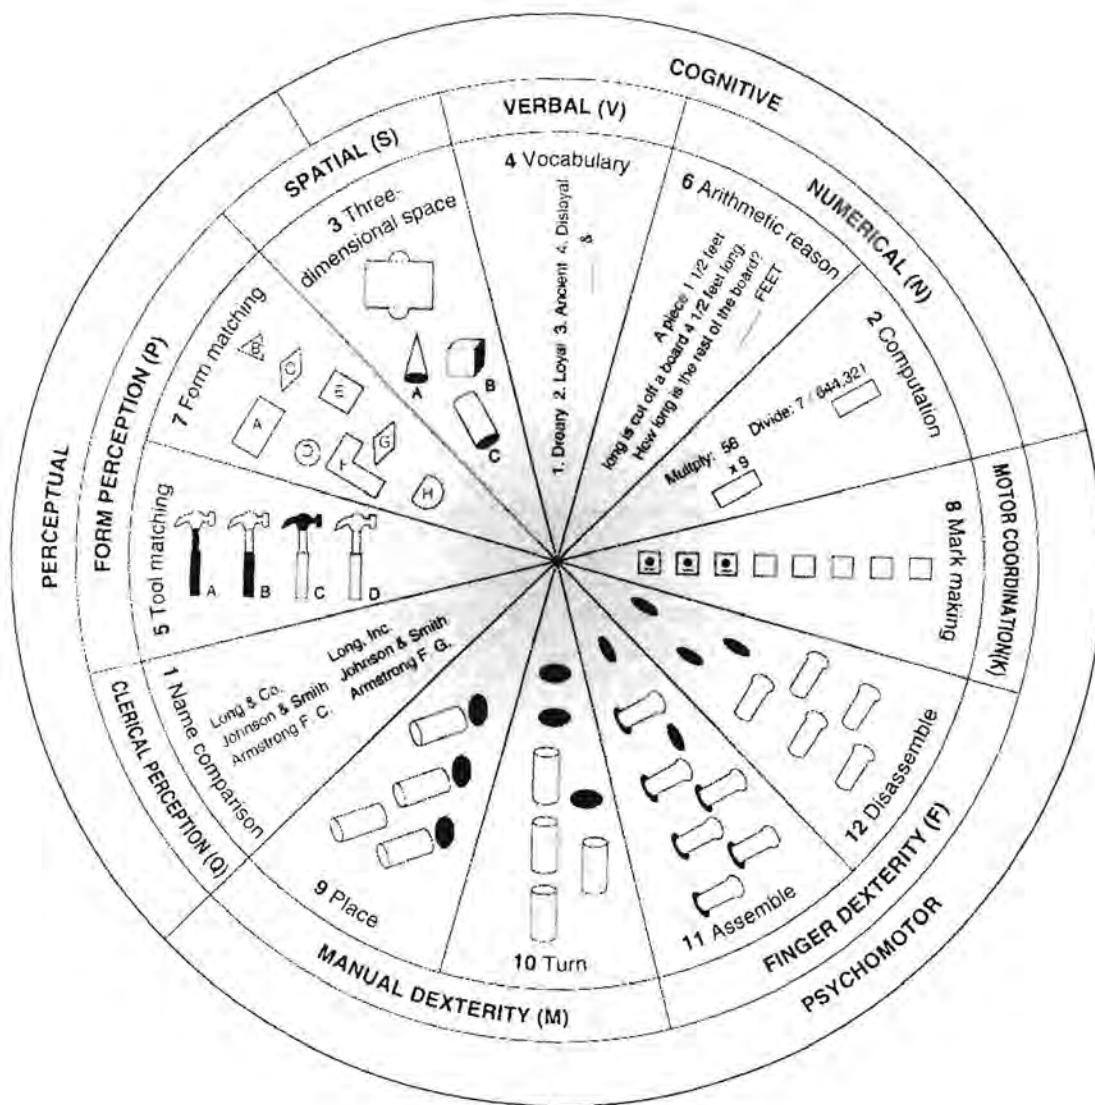 COGNITIVE
PERCEPTUAL
PSYCHOMOTOR
VERBAL (V)
NUMERICAL (N)
MOTOR COORDINATION(K)
FINGER DEXTERITY (F)
MANUAL DEXTERITY (M)
CLERICAL PERCEPTION (Q)
FORM PERCEPTION (P)
SPATIAL (S)
4 Vocabulary
1. Dreary 2. Loyal 3. Ancient 4. Disloyal
&
6 Arithmetic reason
A piece 1 1/2 feet
long is cut off a board 4 1/2 feet long.
How long is the rest of the board?
FEET
2 Computation
Divide: 7 / 644,321
Multiply: 56
x 9
8 Mark making
12 Disassemble
11 Assemble
10 Turn
9 Place
1 Name comparison
Long & Co.
Long, Inc.
Johnson & Smith
Johnson & Smith
Armstrong F. C.
Armstrong F. G.
5 Tool matching
A
B
C
D
7 Form matching
B
C
E
A
D
F
G
H
3 Three-
dimensional space
A
B
C